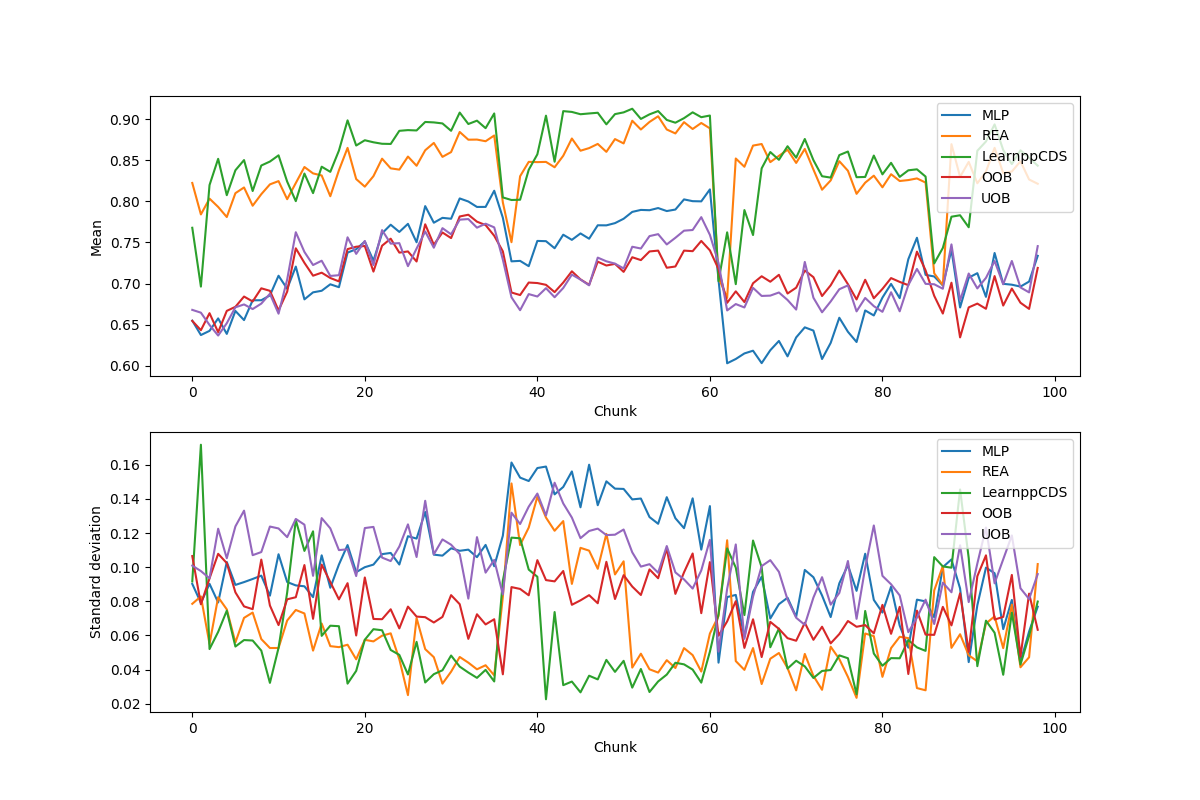 0.90
0.85
0.80
0.75
0.70
0.65
0.60
Mean
0 20 40 60 80 100
Chunk
MLP
REA
LearnppCDS
OOB
UOB
0.16
0.14
0.12
0.10
0.08
0.06
0.04
0.02
Standard deviation
0 20 40 60 80 100
Chunk
MLP
REA
LearnppCDS
OOB
UOB